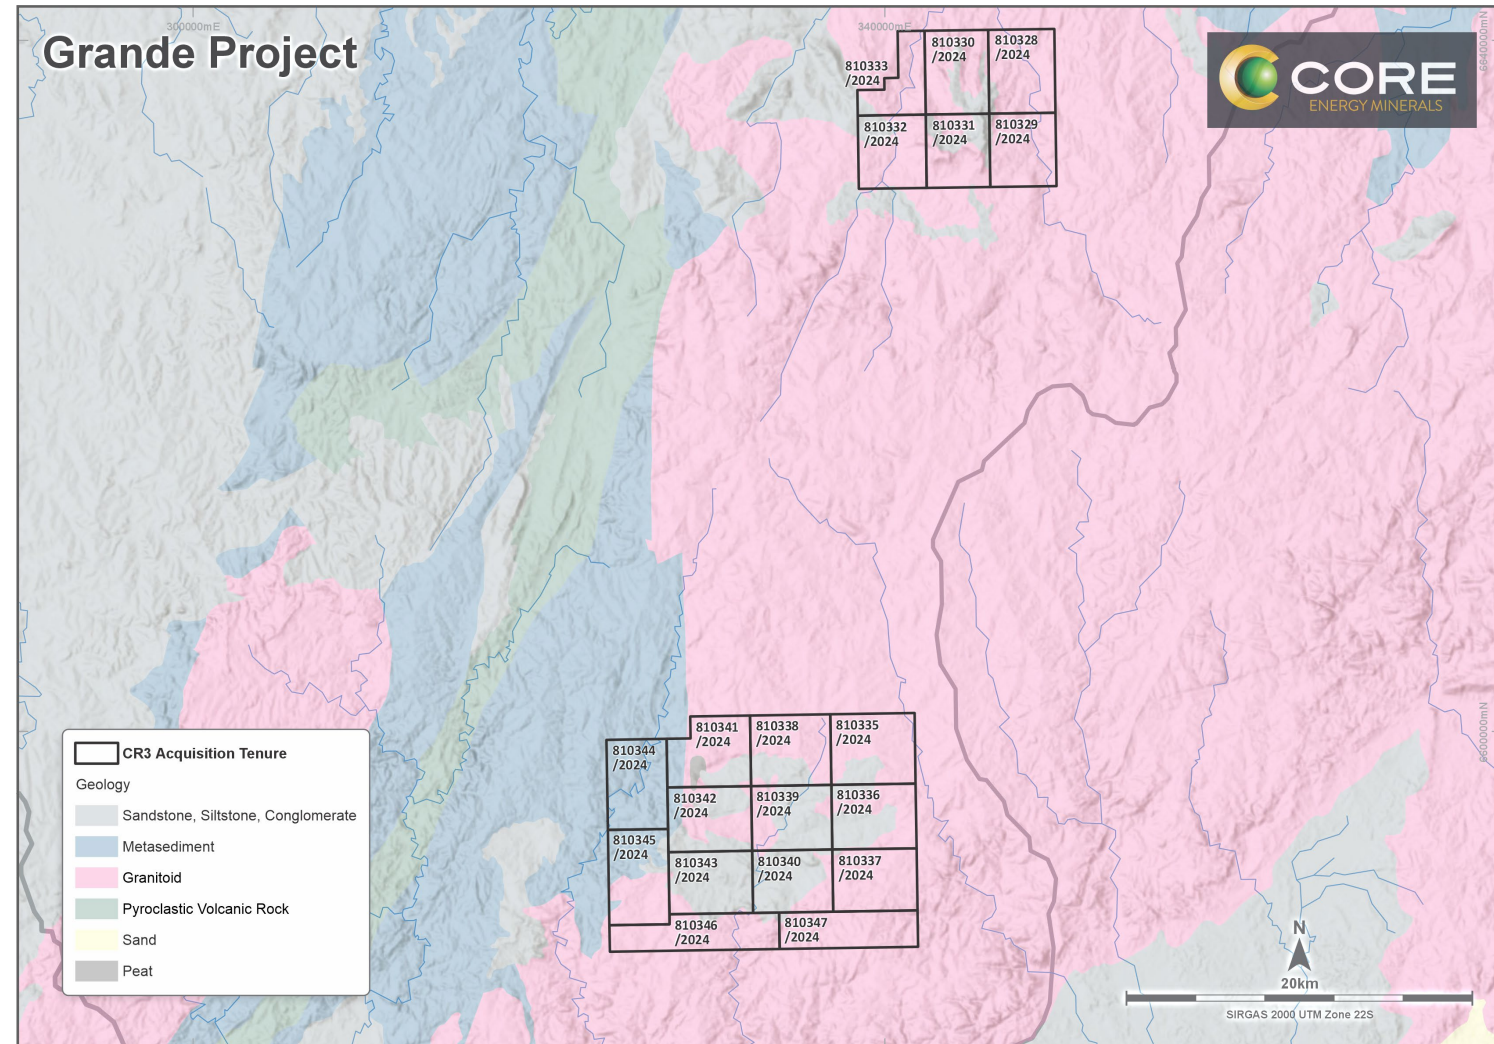 300000mE
340000mE
6640000mN
Grande Project
CORE
ENERGY MINERALS
810333
/2024
810330
/2024
810328
/2024
810332
/2024
810331
/2024
810329
/2024
810341
/2024
810338
/2024
810335
/2024
810344
/2024
810342
/2024
810339
/2024
810336
/2024
810345
/2024
810343
/2024
810340
/2024
810337
/2024
810346
/2024
810347
/2024
6600000mN
CR3 Acquisition Tenure
Geology
Sandstone, Siltstone, Conglomerate
Metasediment
Granitoid
Pyroclastic Volcanic Rock
Sand
Peat
N
20km
SIRGAS 2000 UTM Zone 22S